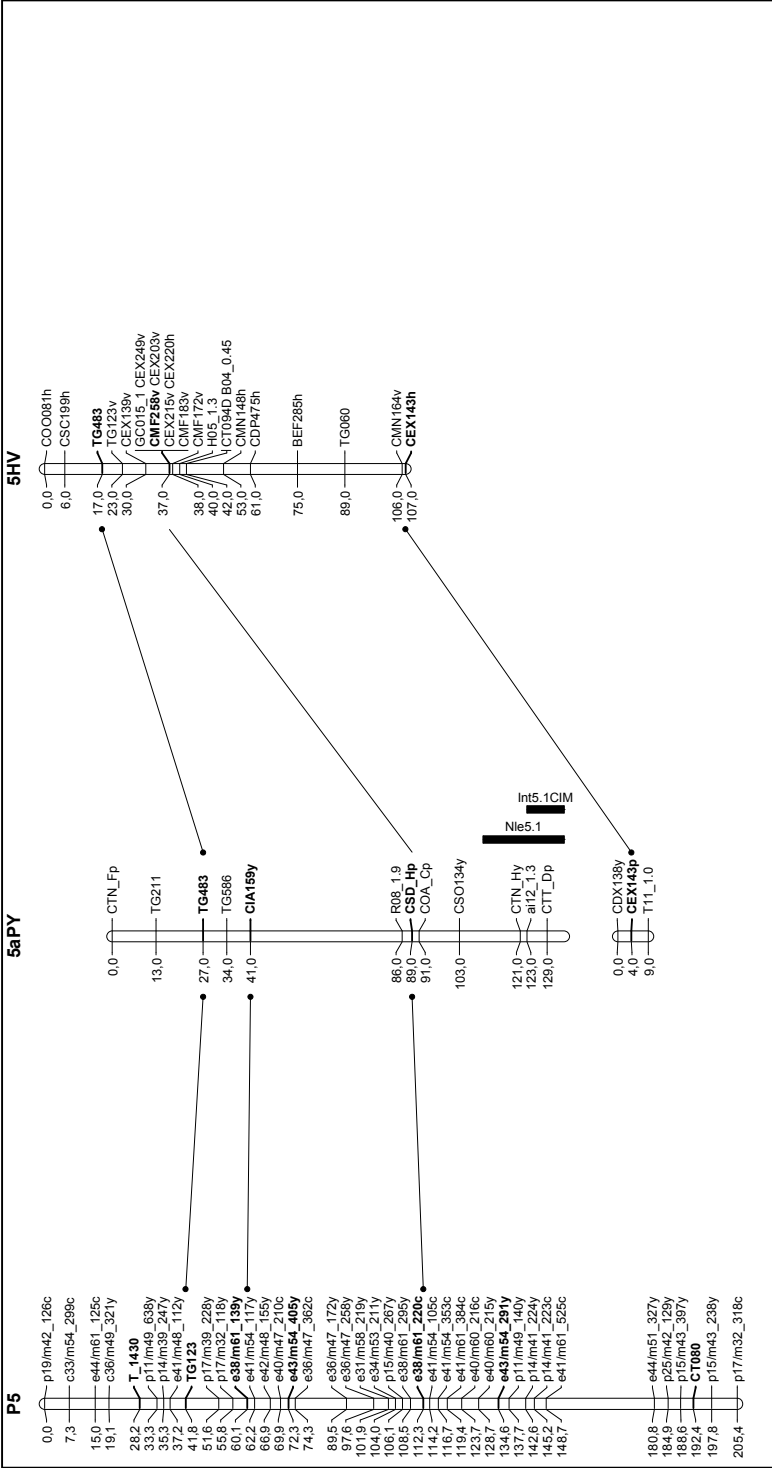 P5
0,0 p19/m42_126c
7,3 c33/m54_299c
15,0 e44/m61_125c
19,1 c36/m49_321y
28,2 T_1430
33,3 p11/m49_638y
35,3 p14/m39_247y
37,2 e41/m48_112y
41,8 TG123
51,6 p17/m39_228y
55,8 p17/m32_118y
60,1 e38/m61_139y
62,2 e41/m54_117y
66,9 e42/m48_155y
69,9 e40/m47_210c
72,3 e43/m54_405y
74,3 e36/m47_362c
89,5 e36/m47_172y
97,6 e36/m47_258y
101,9 e31/m58_219y
104,0 e34/m53_211y
106,1 p15/m40_267y
108,5 e38/m61_295y
112,3 e38/m61_220c
114,2 e41/m54_105c
116,7 e41/m54_353c
119,4 e41/m61_384c
123,7 e40/m60_216c
128,7 e40/m60_215y
134,6 e43/m54_291y
137,7 p11/m49_140y
142,6 p14/m41_224y
145,2 p14/m41_223c
148,7 e41/m61_525c
180,8 e44/m51_327y
184,9 p25/m42_129y
188,6 p15/m43_397y
192,4 CT080
197,8 p15/m43_238y
205,4 p17/m32_318c
5aPY
0,0 CTN_Fp
13,0 TG211
27,0 TG483
34,0 TG586
41,0 CIA159y
86,0 R08_1.9
89,0 CSD_Hp
91,0 COA_Cp
103,0 CSO134y
121,0 CTN_Hy
123,0 ai12_1.3
129,0 CTT_Dp
Nle5.1
Int5.1CIM
0,0 CDX138y
4,0 CEX143p
9,0 T11_1.0
5HV
0,0 COO081h
6,0 CSC199h
17,0 TG483
23,0 TG123v
30,0 CEX139v
GC015_1 CEX249v
CMF258v CEX203v
37,0 CEX215v CEX220h
CMF183v
38,0 CMF172v
40,0 H05_1.3
42,0 CT094D B04_0.45
53,0 CMN148h
61,0 CDP475h
75,0 BEF285h
89,0 TG060
106,0 CMN164v
107,0 CEX143h